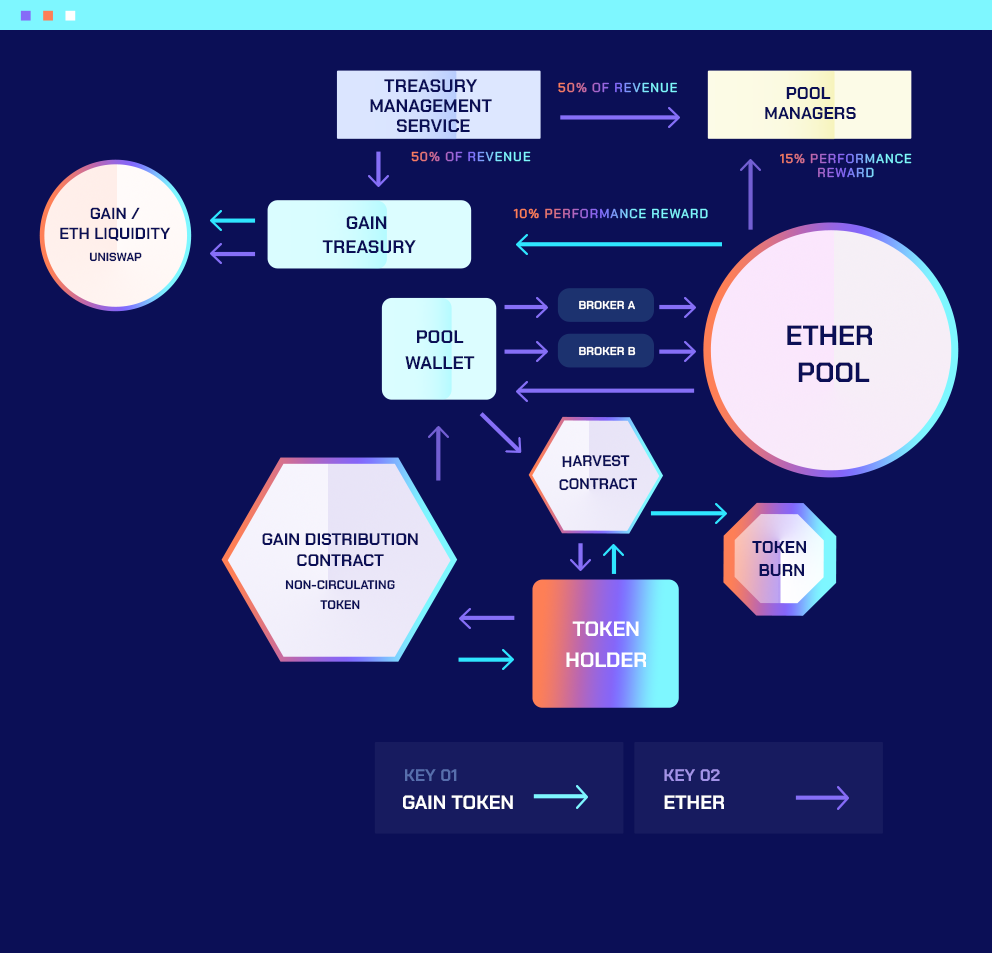 TREASURY
MANAGEMENT
SERVICE
50% OF REVENUE
POOL
MANAGERS
50% OF REVENUE
15% PERFORMANCE
REWARD
GAIN /
ETH LIQUIDITY
UNISWAP
GAIN
TREASURY
10% PERFORMANCE REWARD
POOL
WALLET
BROKER A
BROKER B
ETHER
POOL
HARVEST
CONTRACT
GAIN DISTRIBUTION
CONTRACT
NON-CIRCULATING
TOKEN
TOKEN
BURN
TOKEN
HOLDER
KEY 01
GAIN TOKEN
KEY 02
ETHER